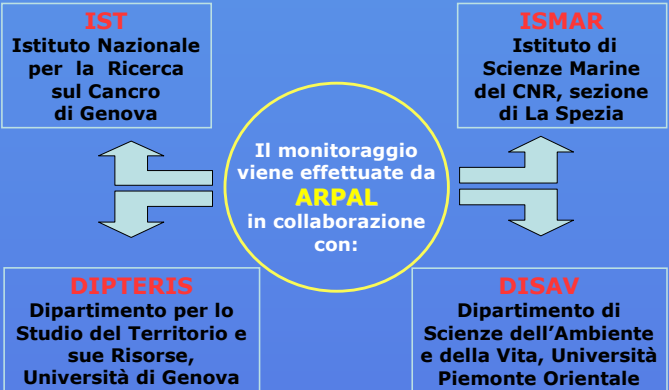 IST
Istituto Nazionale
per la Ricerca
sul Cancro
di Genova
ISMAR
Istituto di
Scienze Marine
del CNR, sezione
di La Spezia
Il monitoraggio
viene effettuate da
ARPAL
in collaborazione
con:
DIPTERIS
Dipartimento per lo
Studio del Territorio e
sue Risorse,
Università di Genova
DISAV
Dipartimento di
Scienze dell'Ambiente
e della Vita, Università
Piemonte Orientale